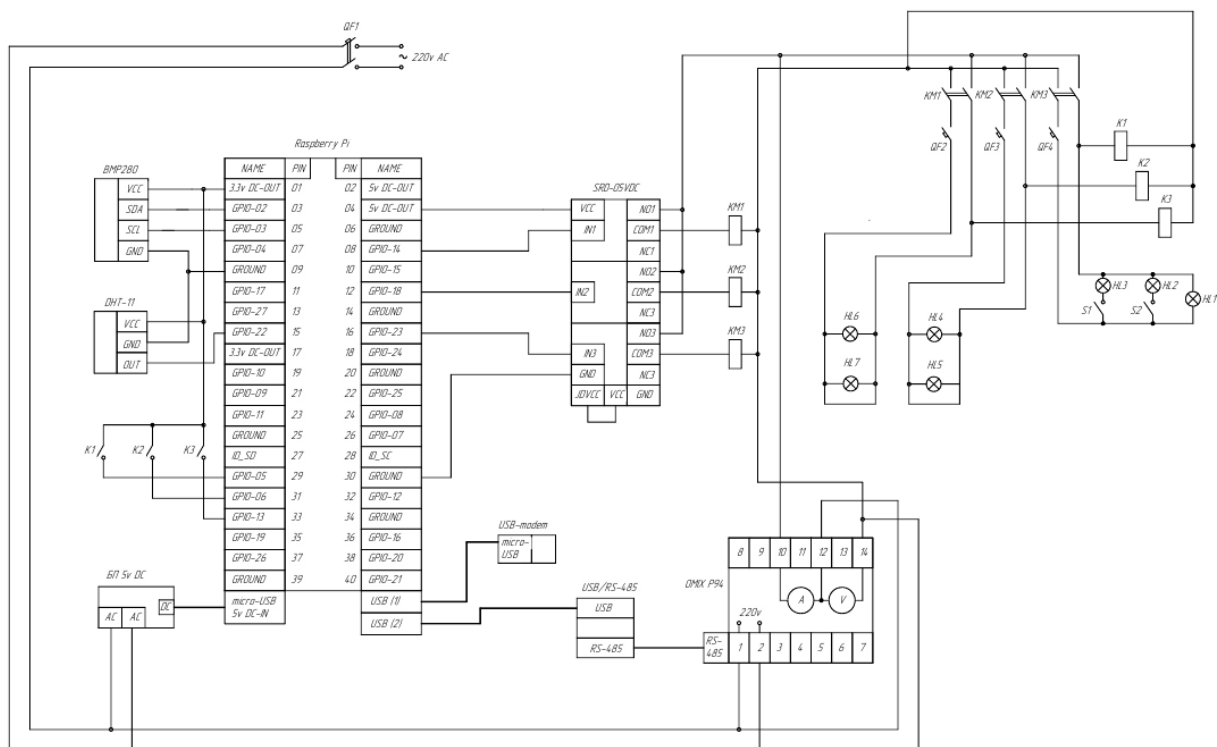 QF1
220v AC
Raspberry Pi
NAME PIN PIN NAME
3.3v DC-OUT 01 02 5v DC-OUT
GPIO-02 03 04 5v DC-OUT
GPIO-03 05 06 GROUND
GPIO-04 07 08 GPIO-14
GROUND 09 10 GPIO-15
GPIO-17 11 12 GPIO-18
GPIO-27 13 14 GROUND
GPIO-22 15 16 GPIO-23
3.3v DC-OUT 17 18 GPIO-24
GPIO-10 19 20 GROUND
GPIO-09 21 22 GPIO-25
GPIO-11 23 24 GPIO-08
GROUND 25 26 GPIO-07
ID_SD 27 28 ID_SC
GPIO-05 29 30 GROUND
GPIO-06 31 32 GPIO-12
GPIO-13 33 34 GROUND
GPIO-19 35 36 GPIO-16
GPIO-26 37 38 GPIO-20
GROUND 39 40 GPIO-21
micro-USB
5v DC-IN
USB (1)
USB (2)
BMP280
VCC
SDA
SCL
GND
DHT-11
VCC
GND
OUT
K1
K2
K3
БП 5v DC
DC
AC AC
SRD-05VDC
VCC NO1
IN1 COM1
NC1
NO2
IN2 COM2
NC3
NO3
IN3 COM3
GND NC3
JDVCC VCC GND
KM1
KM2
KM3
USB-modem
micro-
USB
USB/RS-485
USB
RS-485
OMIX P94
8 9 10 11 12 13 14
A V
220v
RS-
485
1 2 3 4 5 6 7
KM1
KM2
KM3
QF2
QF3
QF4
K1
K2
K3
HL3
HL2
HL1
S1
S2
HL6
HL4
HL7
HL5